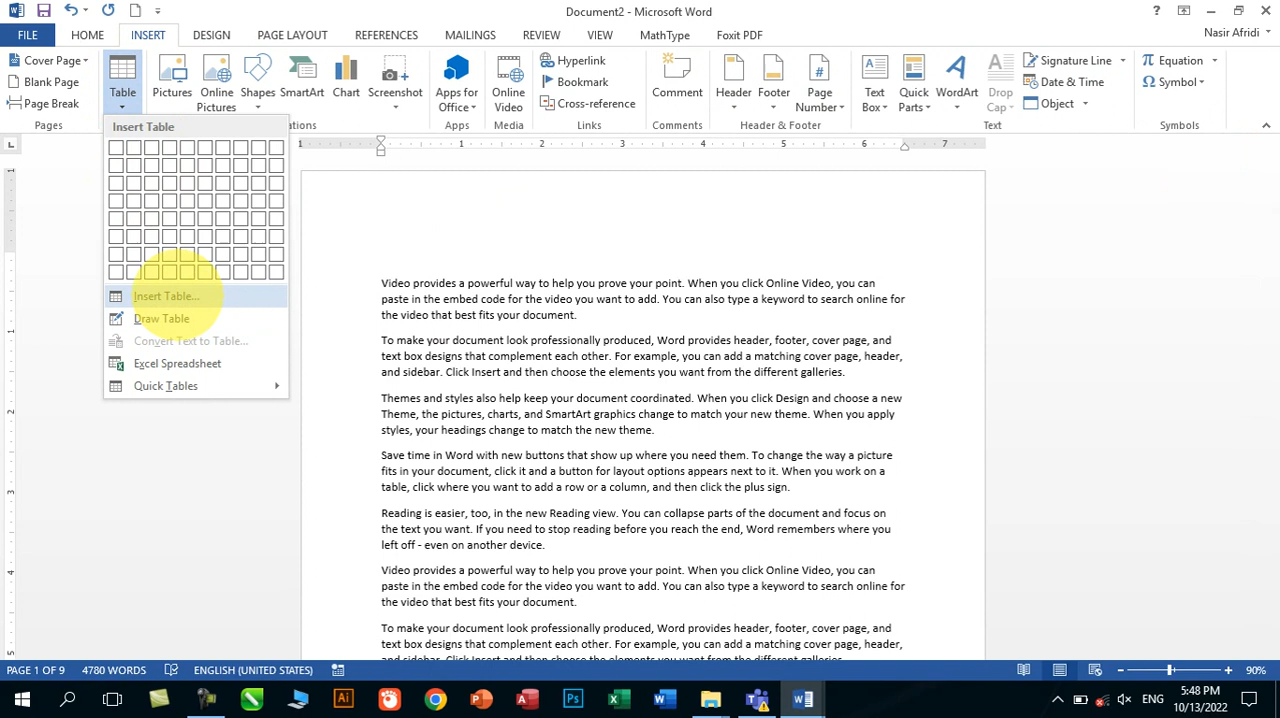 Document2 - Microsoft Word
?
FILE
HOME
INSERT
DESIGN
PAGE LAYOUT
REFERENCES
MAILINGS
REVIEW
VIEW
MathType
Foxit PDF
Nasir Afridi
Cover Page
Blank Page
Page Break
Pages
Table
Pictures
Online Pictures
Shapes
SmartArt
Chart
Screenshot
ations
Apps for Office
Apps
Online Video
Media
Hyperlink
Bookmark
Cross-reference
Links
Comment
Comments
Header
Footer
Page Number
Header & Footer
Text Box
Quick Parts
WordArt
Drop Cap
Signature Line
Date & Time
Object
Text
Equation
Symbol
Symbols
Insert Table
Insert Table...
Draw Table
Convert Text to Table...
Excel Spreadsheet
Quick Tables
1 1 2 3 4 5 6 7
1
1
2
3
4
5
Video provides a powerful way to help you prove your point. When you click Online Video, you can
paste in the embed code for the video you want to add. You can also type a keyword to search online for
the video that best fits your document.
To make your document look professionally produced, Word provides header, footer, cover page, and
text box designs that complement each other. For example, you can add a matching cover page, header,
and sidebar. Click Insert and then choose the elements you want from the different galleries.
Themes and styles also help keep your document coordinated. When you click Design and choose a new
Theme, the pictures, charts, and SmartArt graphics change to match your new theme. When you apply
styles, your headings change to match the new theme.
Save time in Word with new buttons that show up where you need them. To change the way a picture
fits in your document, click it and a button for layout options appears next to it. When you work on a
table, click where you want to add a row or a column, and then click the plus sign.
Reading is easier, too, in the new Reading view. You can collapse parts of the document and focus on
the text you want. If you need to stop reading before you reach the end, Word remembers where you
left off - even on another device.
Video provides a powerful way to help you prove your point. When you click Online Video, you can
paste in the embed code for the video you want to add. You can also type a keyword to search online for
the video that best fits your document.
To make your document look professionally produced, Word provides header, footer, cover page, and
text box designs that complement each other. For example, you can add a matching cover page, header,
and sidebar. Click Insert and then choose the elements you want from the different galleries.
PAGE 1 OF 9
4780 WORDS
ENGLISH (UNITED STATES)
90%
ENG
5:48 PM
10/13/2022